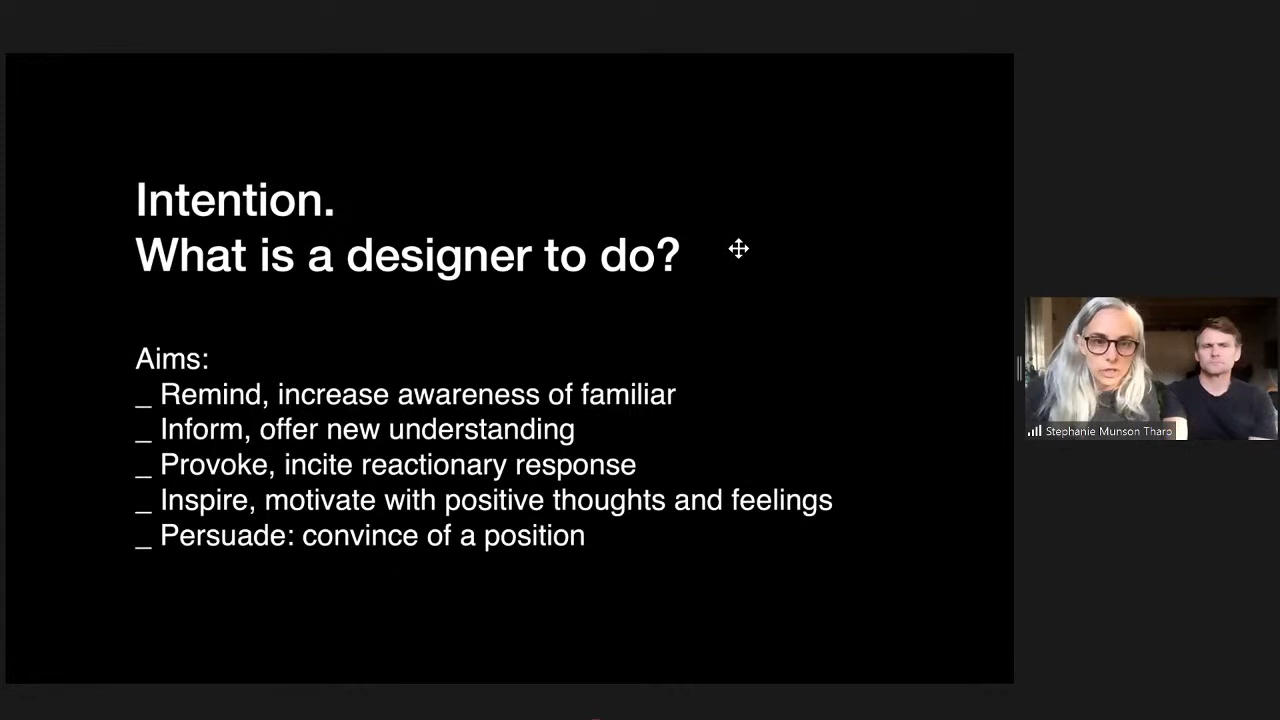 Intention.
What is a designer to do?
Aims:
_ Remind, increase awareness of familiar
_ Inform, offer new understanding
_ Provoke, incite reactionary response
_ Inspire, motivate with positive thoughts and feelings
_ Persuade: convince of a position
Stephanie Munson Tharp